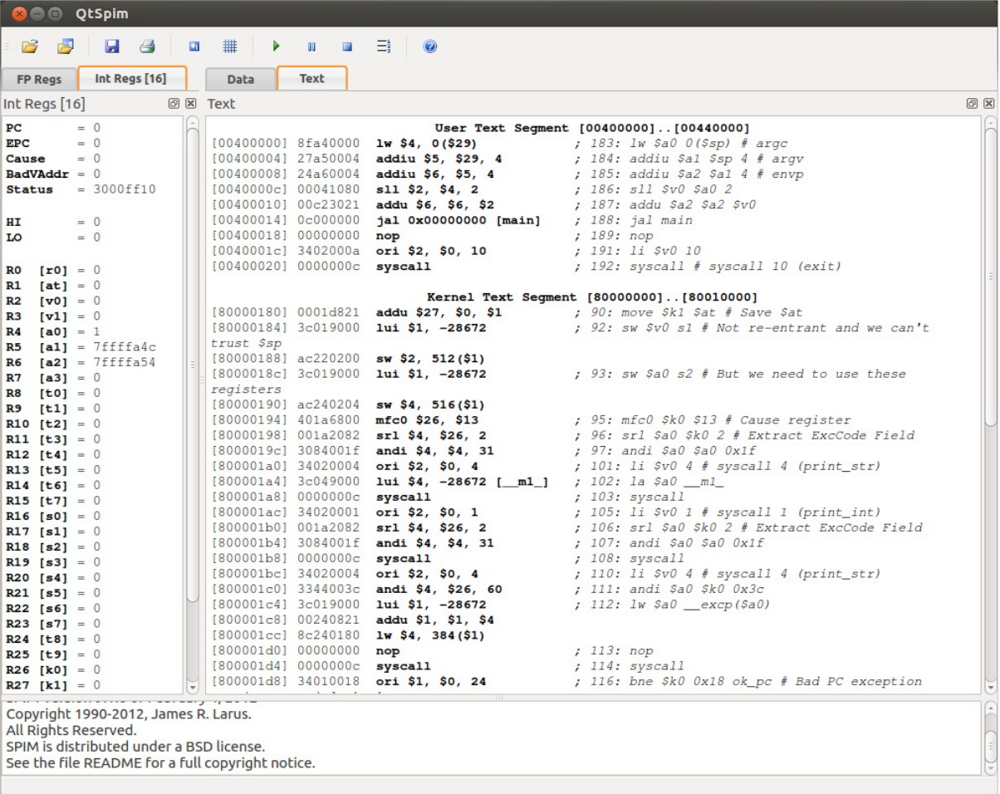 QtSpim
FP Regs
Int Regs [16]
Data
Text
Int Regs [16]
Text
PC = 0
EPC = 0
Cause = 0
BadVAddr = 0
Status = 3000ff10
HI = 0
LO = 0
R0 [r0] = 0
R1 [at] = 0
R2 [v0] = 0
R3 [v1] = 0
R4 [a0] = 1
R5 [a1] = 7ffffa4c
R6 [a2] = 7ffffa54
R7 [a3] = 0
R8 [t0] = 0
R9 [t1] = 0
R10 [t2] = 0
R11 [t3] = 0
R12 [t4] = 0
R13 [t5] = 0
R14 [t6] = 0
R15 [t7] = 0
R16 [s0] = 0
R17 [s1] = 0
R18 [s2] = 0
R19 [s3] = 0
R20 [s4] = 0
R21 [s5] = 0
R22 [s6] = 0
R23 [s7] = 0
R24 [t8] = 0
R25 [t9] = 0
R26 [k0] = 0
R27 [k1] = 0
User Text Segment [00400000]..[00440000]
[00400000] 8fa40000 lw $4, 0($29) ; 183: lw $a0 0($sp) # argc
[00400004] 27a50004 addiu $5, $29, 4 ; 184: addiu $a1 $sp 4 # argv
[00400008] 24a60004 addiu $6, $5, 4 ; 185: addiu $a2 $a1 4 # envp
[0040000c] 00041080 sll $2, $4, 2 ; 186: sll $v0 $a0 2
[00400010] 00c23021 addu $6, $6, $2 ; 187: addu $a2 $a2 $v0
[00400014] 0c000000 jal 0x00000000 [main] ; 188: jal main
[00400018] 00000000 nop ; 189: nop
[0040001c] 3402000a ori $2, $0, 10 ; 191: li $v0 10
[00400020] 0000000c syscall ; 192: syscall # syscall 10 (exit)
Kernel Text Segment [80000000]..[80010000]
[80000180] 0001d821 addu $27, $0, $1 ; 90: move $k1 $at # Save $at
[80000184] 3c019000 lui $1, -28672 ; 92: sw $v0 s1 # Not re-entrant and we can't
trust $sp
[80000188] ac220200 sw $2, 512($1)
[8000018c] 3c019000 lui $1, -28672 ; 93: sw $a0 s2 # But we need to use these
registers
[80000190] ac240204 sw $4, 516($1)
[80000194] 401a6800 mfc0 $26, $13 ; 95: mfc0 $k0 $13 # Cause register
[80000198] 001a2082 srl $4, $26, 2 ; 96: srl $a0 $k0 2 # Extract ExcCode Field
[8000019c] 3084001f andi $4, $4, 31 ; 97: andi $a0 $a0 0x1f
[800001a0] 34020004 ori $2, $0, 4 ; 101: li $v0 4 # syscall 4 (print_str)
[800001a4] 3c049000 lui $4, -28672 [__m1_] ; 102: la $a0 __m1_
[800001a8] 0000000c syscall ; 103: syscall
[800001ac] 34020001 ori $2, $0, 1 ; 105: li $v0 1 # syscall 1 (print_int)
[800001b0] 001a2082 srl $4, $26, 2 ; 106: srl $a0 $k0 2 # Extract ExcCode Field
[800001b4] 3084001f andi $4, $4, 31 ; 107: andi $a0 $a0 0x1f
[800001b8] 0000000c syscall ; 108: syscall
[800001bc] 34020004 ori $2, $0, 4 ; 110: li $v0 4 # syscall 4 (print_str)
[800001c0] 3344003c andi $4, $26, 60 ; 111: andi $a0 $k0 0x3c
[800001c4] 3c019000 lui $1, -28672 ; 112: lw $a0 __excp($a0)
[800001c8] 00240821 addu $1, $1, $4
[800001cc] 8c240180 lw $4, 384($1)
[800001d0] 00000000 nop ; 113: nop
[800001d4] 0000000c syscall ; 114: syscall
[800001d8] 34010018 ori $1, $0, 24 ; 116: bne $k0 0x18 ok_pc # Bad PC exception
Copyright 1990-2012, James R. Larus.
All Rights Reserved.
SPIM is distributed under a BSD license.
See the file README for a full copyright notice.